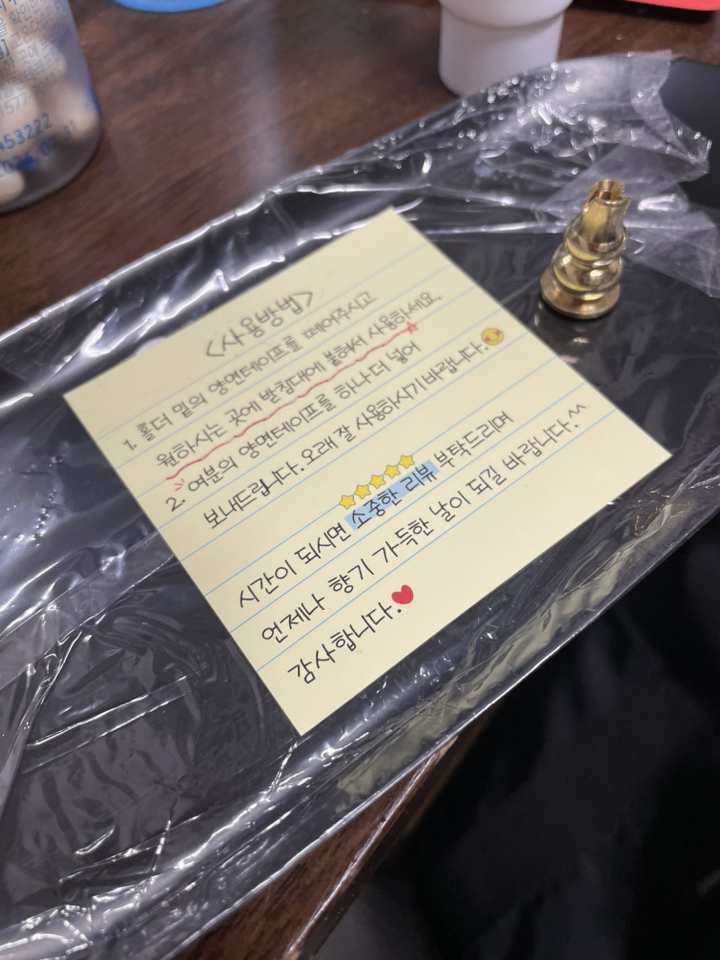 453222
<사용방법>
1. 홀더 밑의 양면테이프를 떼어주시고
원하시는 곳에 받침대에 붙혀서 사용하세요.
2. 여분의 양면테이프를 하나 더 넣어
보내드립니다. 오래 잘 사용하시기 바랍니다.
시간이 되시면 소중한 리뷰 부탁드리며
언제나 향기 가득한 날이 되길 바랍니다.^^
감사합니다.